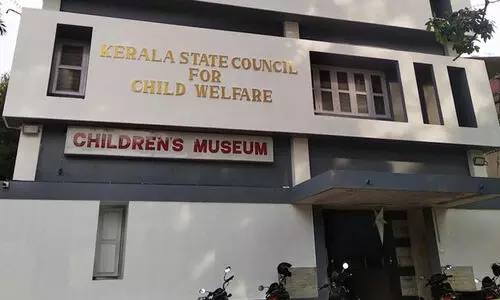 KERALA STATE COUNCIL
FOR
CHILD WELFARE
CHILDREN'S MUSEUM